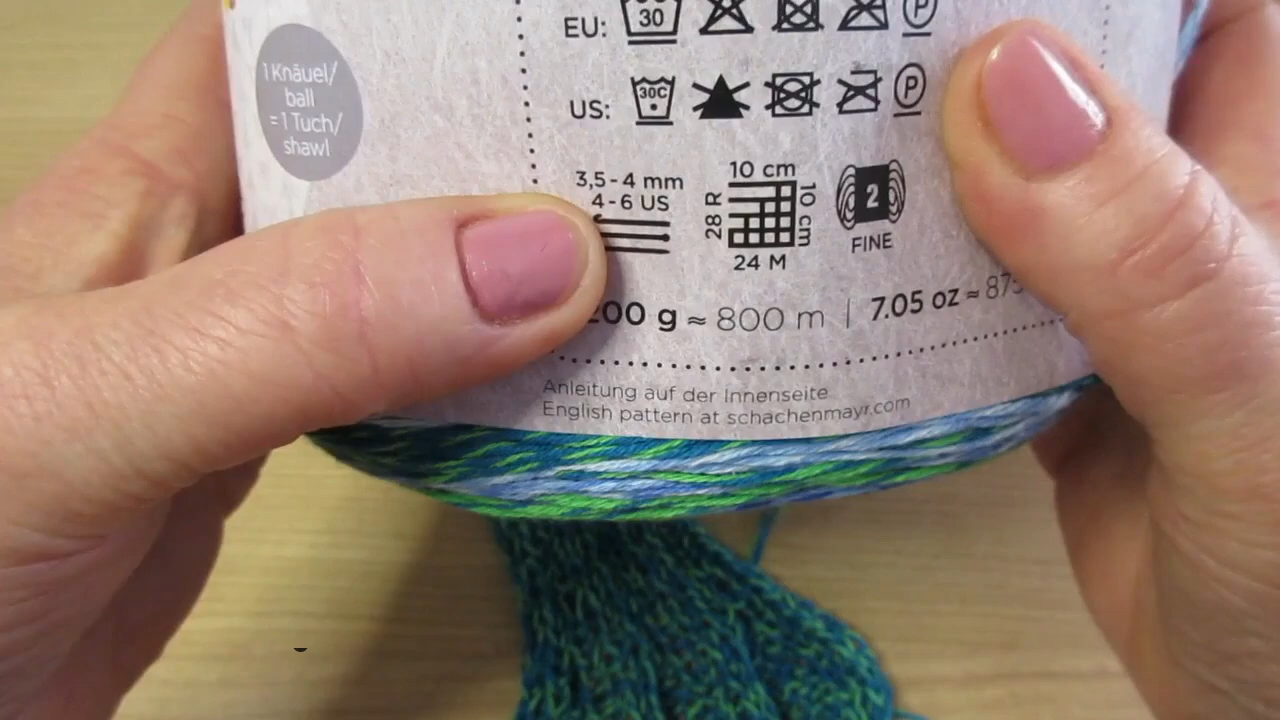 1 Knäuel/
ball
=1 Tuch/
shawl
EU:
30
P
US:
30C
P
3,5-4 mm
4-6 US
10 cm
28 R
10 cm
24 M
2
FINE
00 g ≈ 800 m | 7.05 oz ≈ 875
Anleitung auf der Innenseite
English pattern at schachenmayr.com